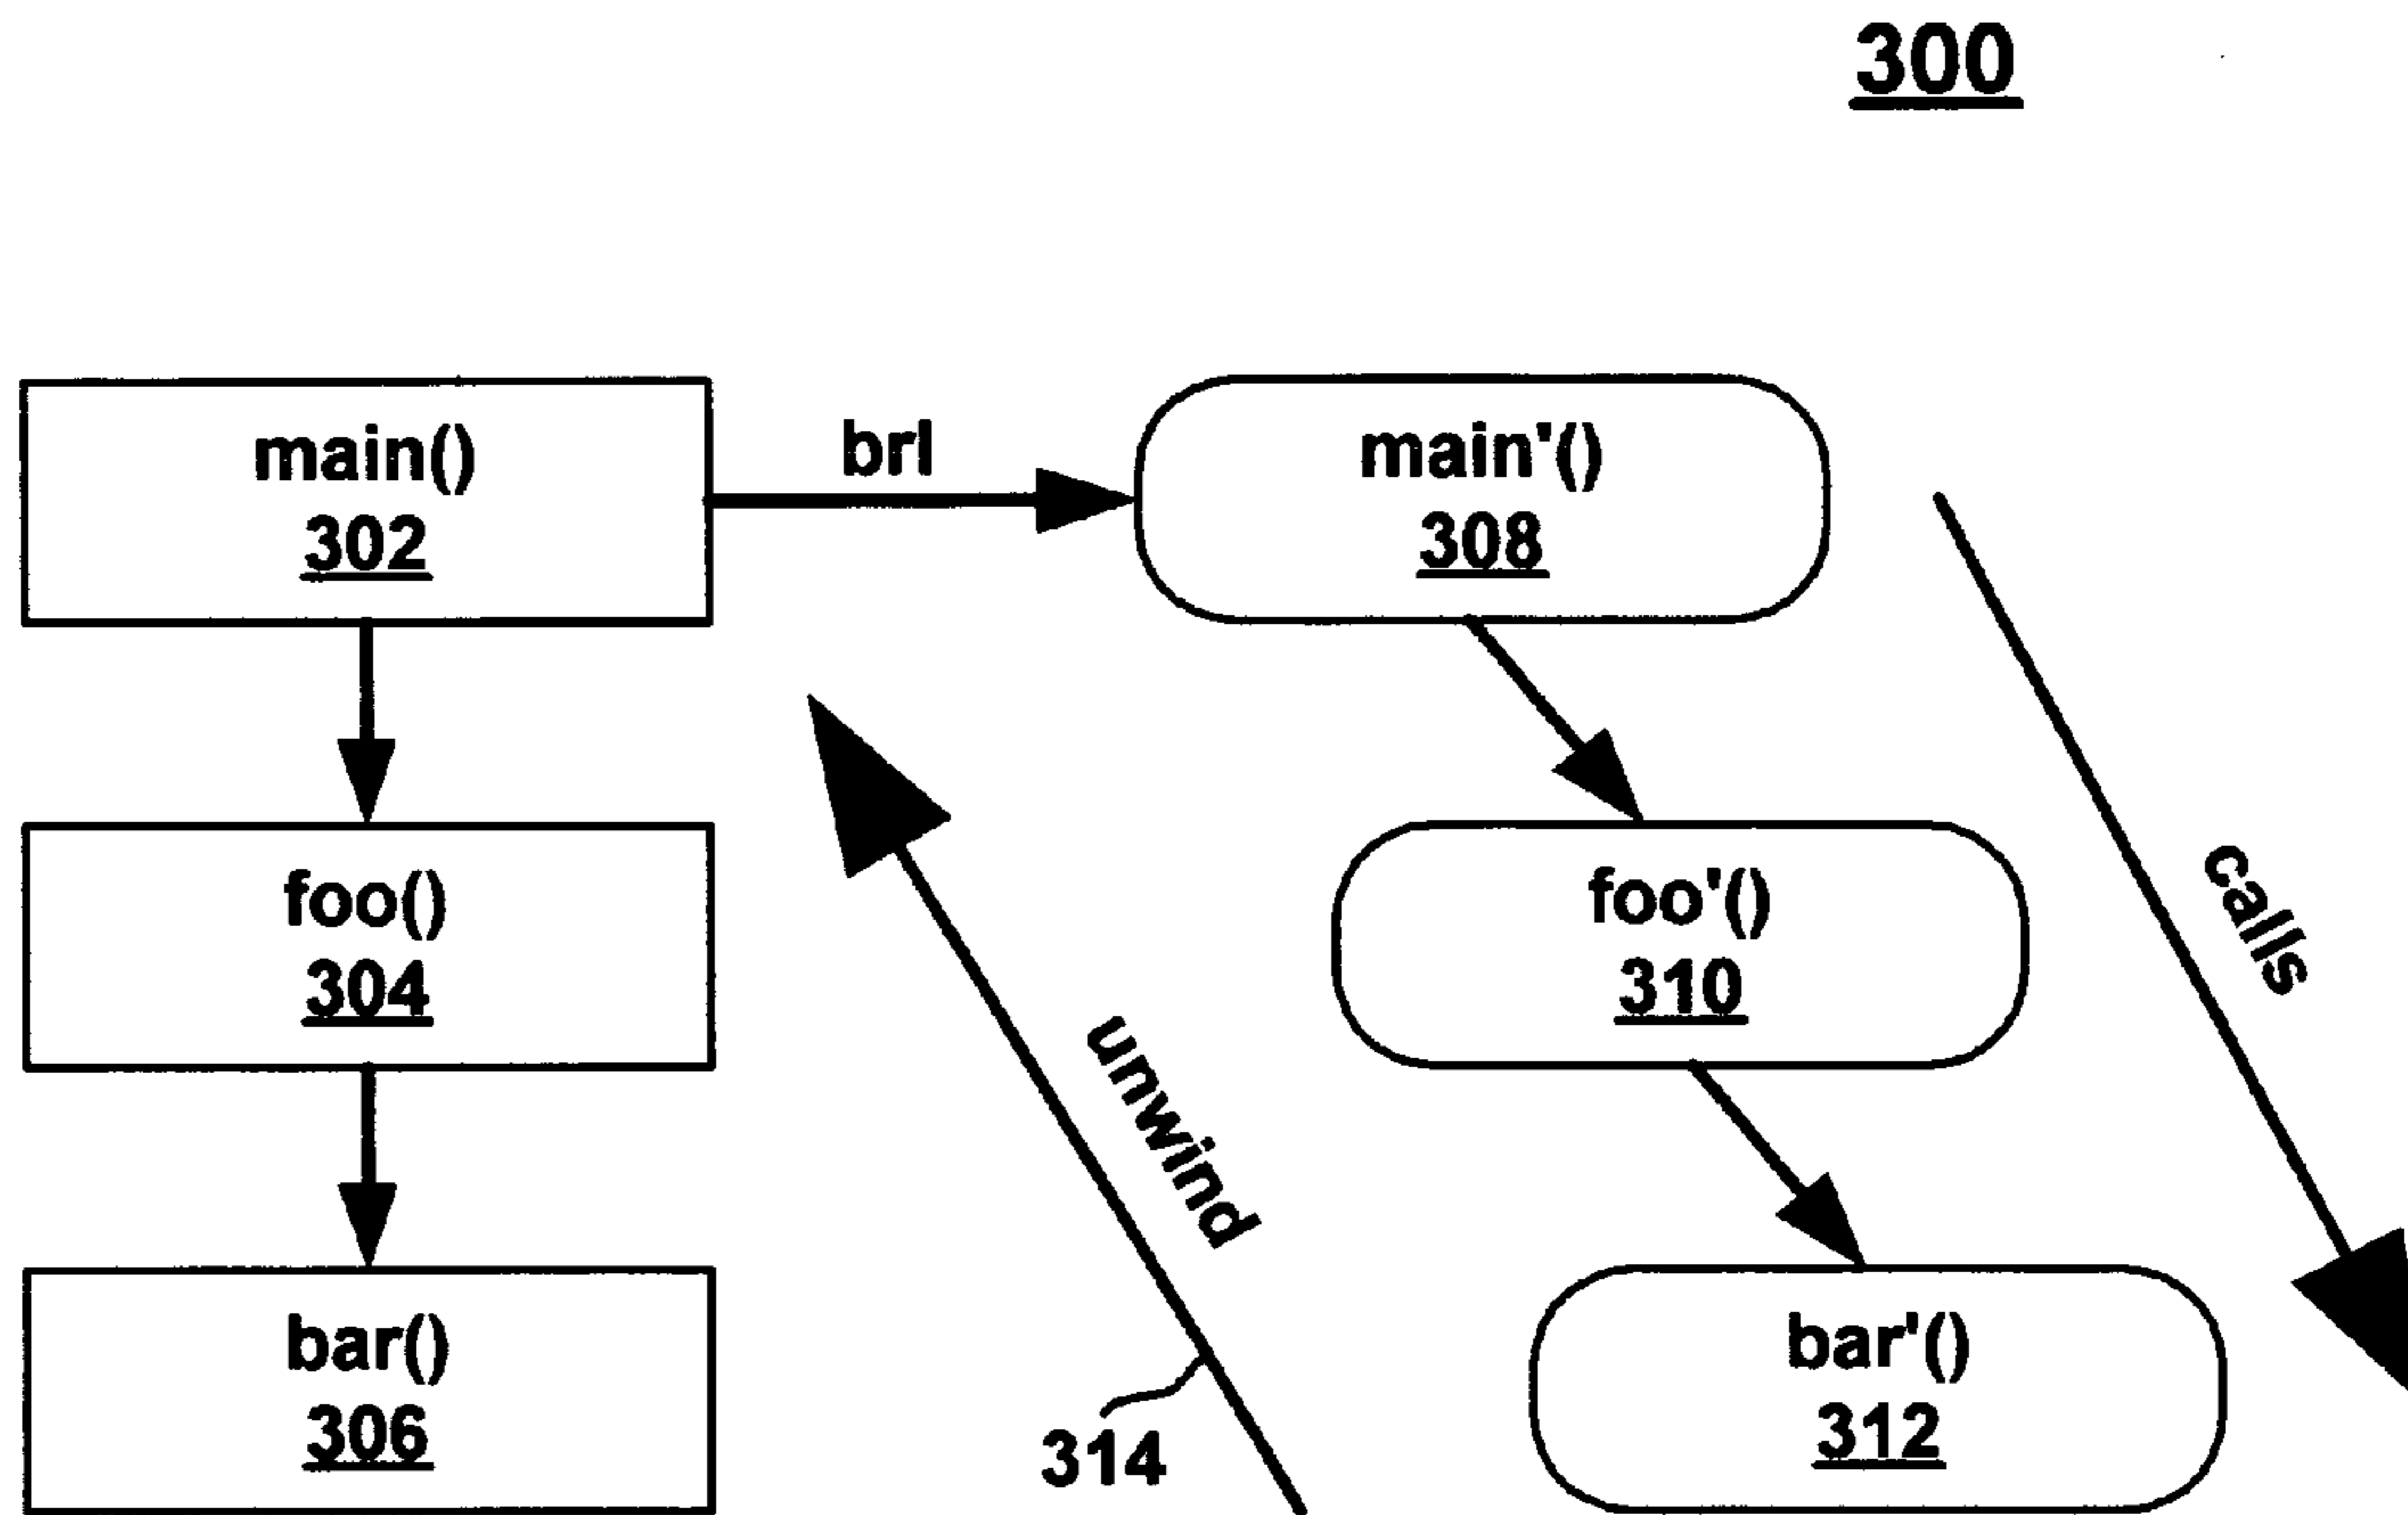 300
main()
302
brl
main'()
308
foo()
304
foo'()
310
calls
unwind
bar()
306
314
bar'()
312